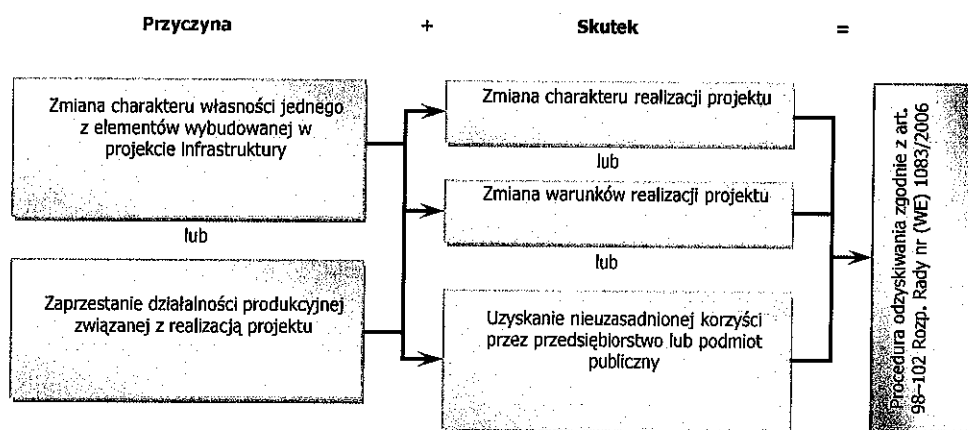 Przyczyna + Skutek =
Zmiana charakteru własności jednego
z elementów wybudowanej w
projekcie infrastruktury
lub
Zaprzestanie działalności produkcyjnej
związanej z realizacją projektu
Zmiana charakteru realizacji projektu
lub
Zmiana warunków realizacji projektu
lub
Uzyskanie nieuzasadnionej korzyści
przez przedsiębiorstwo lub podmiot
publiczny
Procedura odzyskiwania zgodnie z art.
98–102 Rozp. Rady nr (WE) 1083/2006